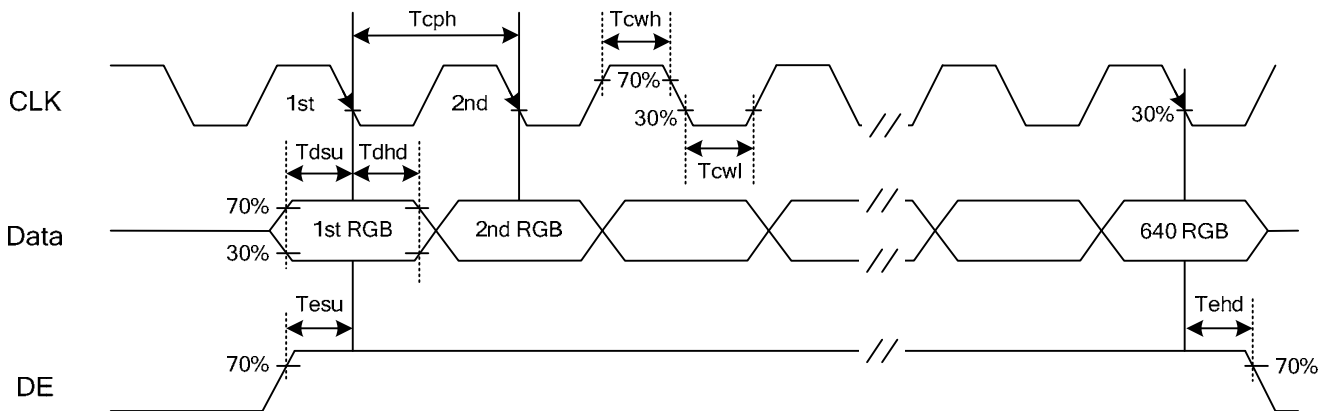 Tcph
Tcwh
CLK
1st
2nd
70%
30%
30%
Tcwl
Tdsu
Tdhd
Data
70%
30%
1st RGB
2nd RGB
640 RGB
Tesu
Tehd
DE
70%
70%